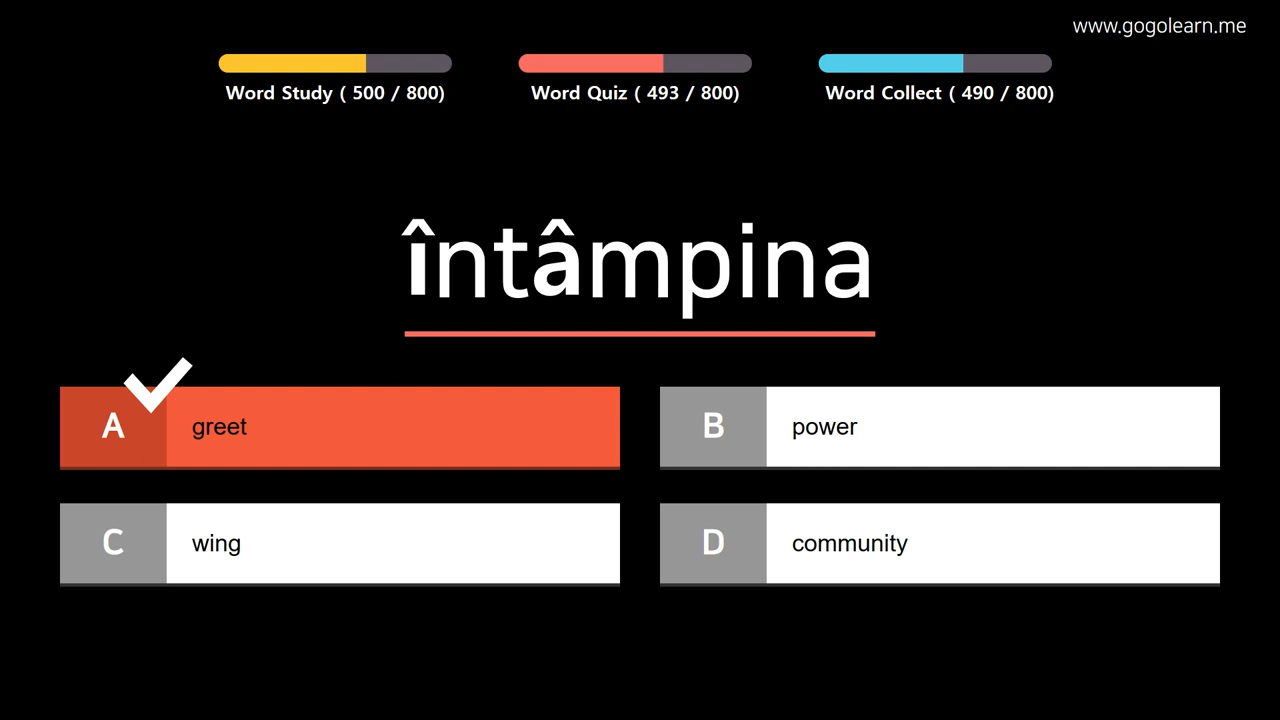 www.gogolearn.me
Word Study ( 500 / 800)
Word Quiz ( 493 / 800)
Word Collect ( 490 / 800)
întâmpina
A greet
B power
C wing
D community